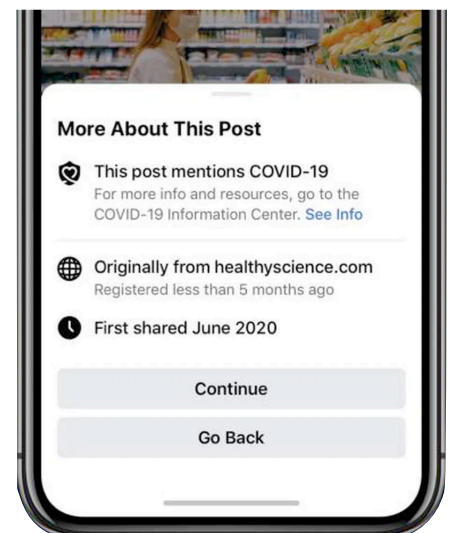 More About This Post
This post mentions COVID-19
For more info and resources, go to the
COVID-19 Information Center. See Info
Originally from healthyscience.com
Registered less than 5 months ago
First shared June 2020
Continue
Go Back